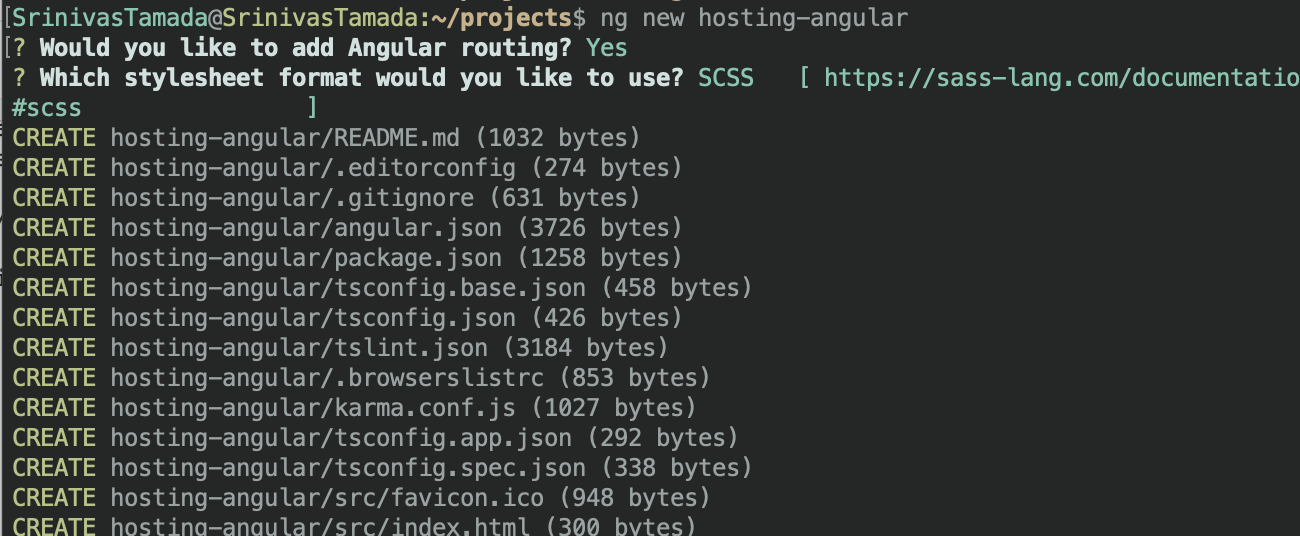 [SrinivasTamada@SrinivasTamada:~/projects$ ng new hosting-angular
[? Would you like to add Angular routing? Yes
? Which stylesheet format would you like to use? SCSS   [ https://sass-lang.com/documentatio
#scss                ]
CREATE hosting-angular/README.md (1032 bytes)
CREATE hosting-angular/.editorconfig (274 bytes)
CREATE hosting-angular/.gitignore (631 bytes)
CREATE hosting-angular/angular.json (3726 bytes)
CREATE hosting-angular/package.json (1258 bytes)
CREATE hosting-angular/tsconfig.base.json (458 bytes)
CREATE hosting-angular/tsconfig.json (426 bytes)
CREATE hosting-angular/tslint.json (3184 bytes)
CREATE hosting-angular/.browserslistrc (853 bytes)
CREATE hosting-angular/karma.conf.js (1027 bytes)
CREATE hosting-angular/tsconfig.app.json (292 bytes)
CREATE hosting-angular/tsconfig.spec.json (338 bytes)
CREATE hosting-angular/src/favicon.ico (948 bytes)
CREATE hosting-angular/src/index.html (300 bytes)